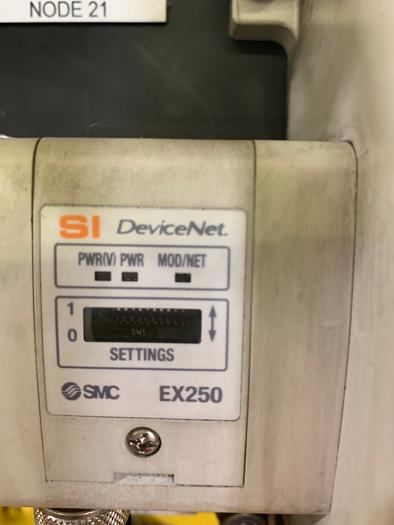 NODE 21
SI DeviceNet.
PWR(V) PWR MOD/NET
1
SW1
0
SETTINGS
SMC EX250